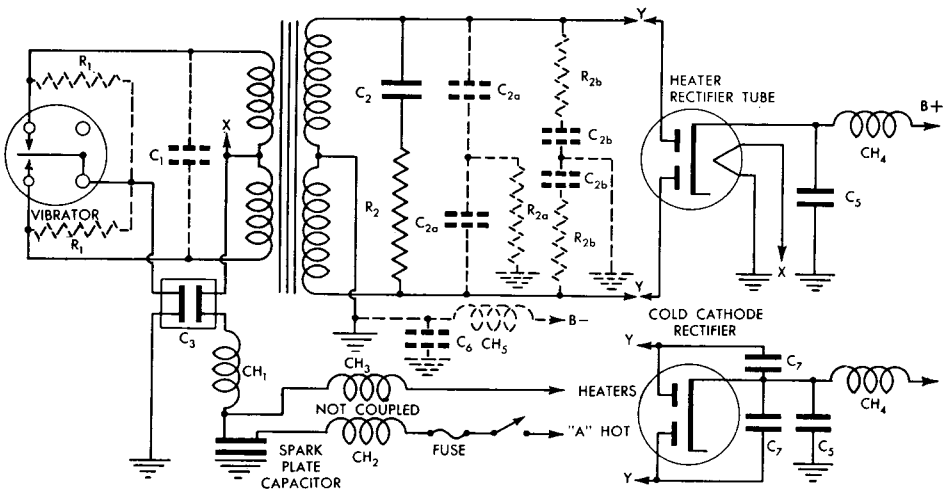 Y
Y
R1
C1
X
C2
C2a
R2b
HEATER
RECTIFIER TUBE
B+
CH4
C2b
VIBRATOR
R2
C2a
R2a
C2b
C5
R1
R2b
X
Y
Y
C3
C6
CH5
B−
COLD CATHODE
RECTIFIER
Y
C7
CH1
CH3
HEATERS
CH4
NOT COUPLED
"A" HOT
C7
C5
SPARK
PLATE
CAPACITOR
CH2
FUSE
Y